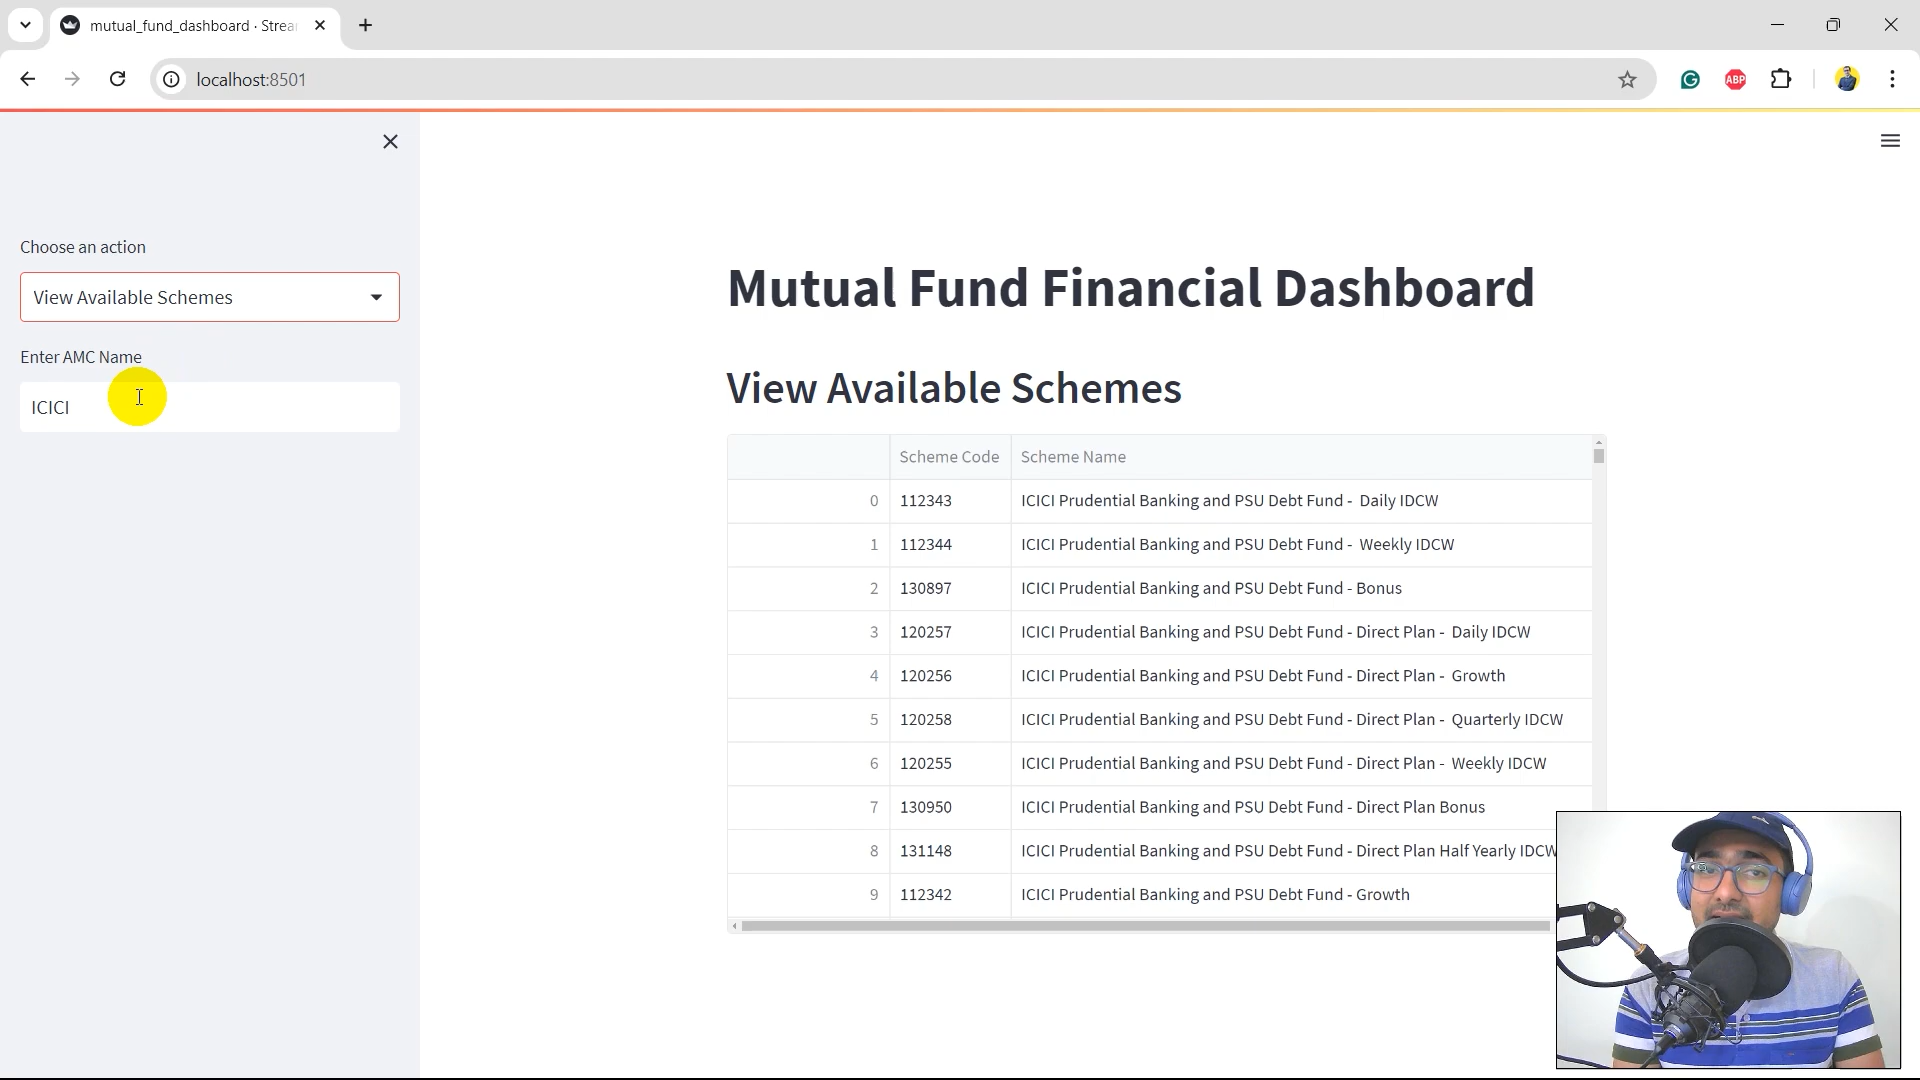 mutual_fund_dashboard · Strea
localhost:8501
ABP
Choose an action
View Available Schemes
Enter AMC Name
ICICI
Mutual Fund Financial Dashboard
View Available Schemes
Scheme Code Scheme Name
0 112343 ICICI Prudential Banking and PSU Debt Fund - Daily IDCW
1 112344 ICICI Prudential Banking and PSU Debt Fund - Weekly IDCW
2 130897 ICICI Prudential Banking and PSU Debt Fund - Bonus
3 120257 ICICI Prudential Banking and PSU Debt Fund - Direct Plan - Daily IDCW
4 120256 ICICI Prudential Banking and PSU Debt Fund - Direct Plan - Growth
5 120258 ICICI Prudential Banking and PSU Debt Fund - Direct Plan - Quarterly IDCW
6 120255 ICICI Prudential Banking and PSU Debt Fund - Direct Plan - Weekly IDCW
7 130950 ICICI Prudential Banking and PSU Debt Fund - Direct Plan Bonus
8 131148 ICICI Prudential Banking and PSU Debt Fund - Direct Plan Half Yearly IDCW
9 112342 ICICI Prudential Banking and PSU Debt Fund - Growth